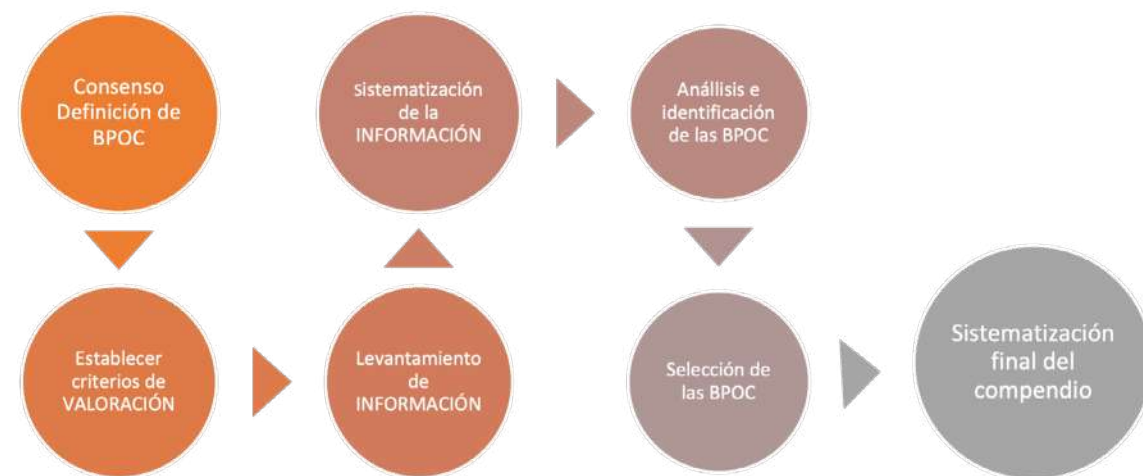 Consenso
Definición de
BPOC
Establecer
criterios de
VALORACIÓN
Levantamiento
de
INFORMACIÓN
Sistematización
de la
INFORMACIÓN
Anállisis e
identificación
de las BPOC
Selección de
las BPOC
Sistematización
final del
compendio